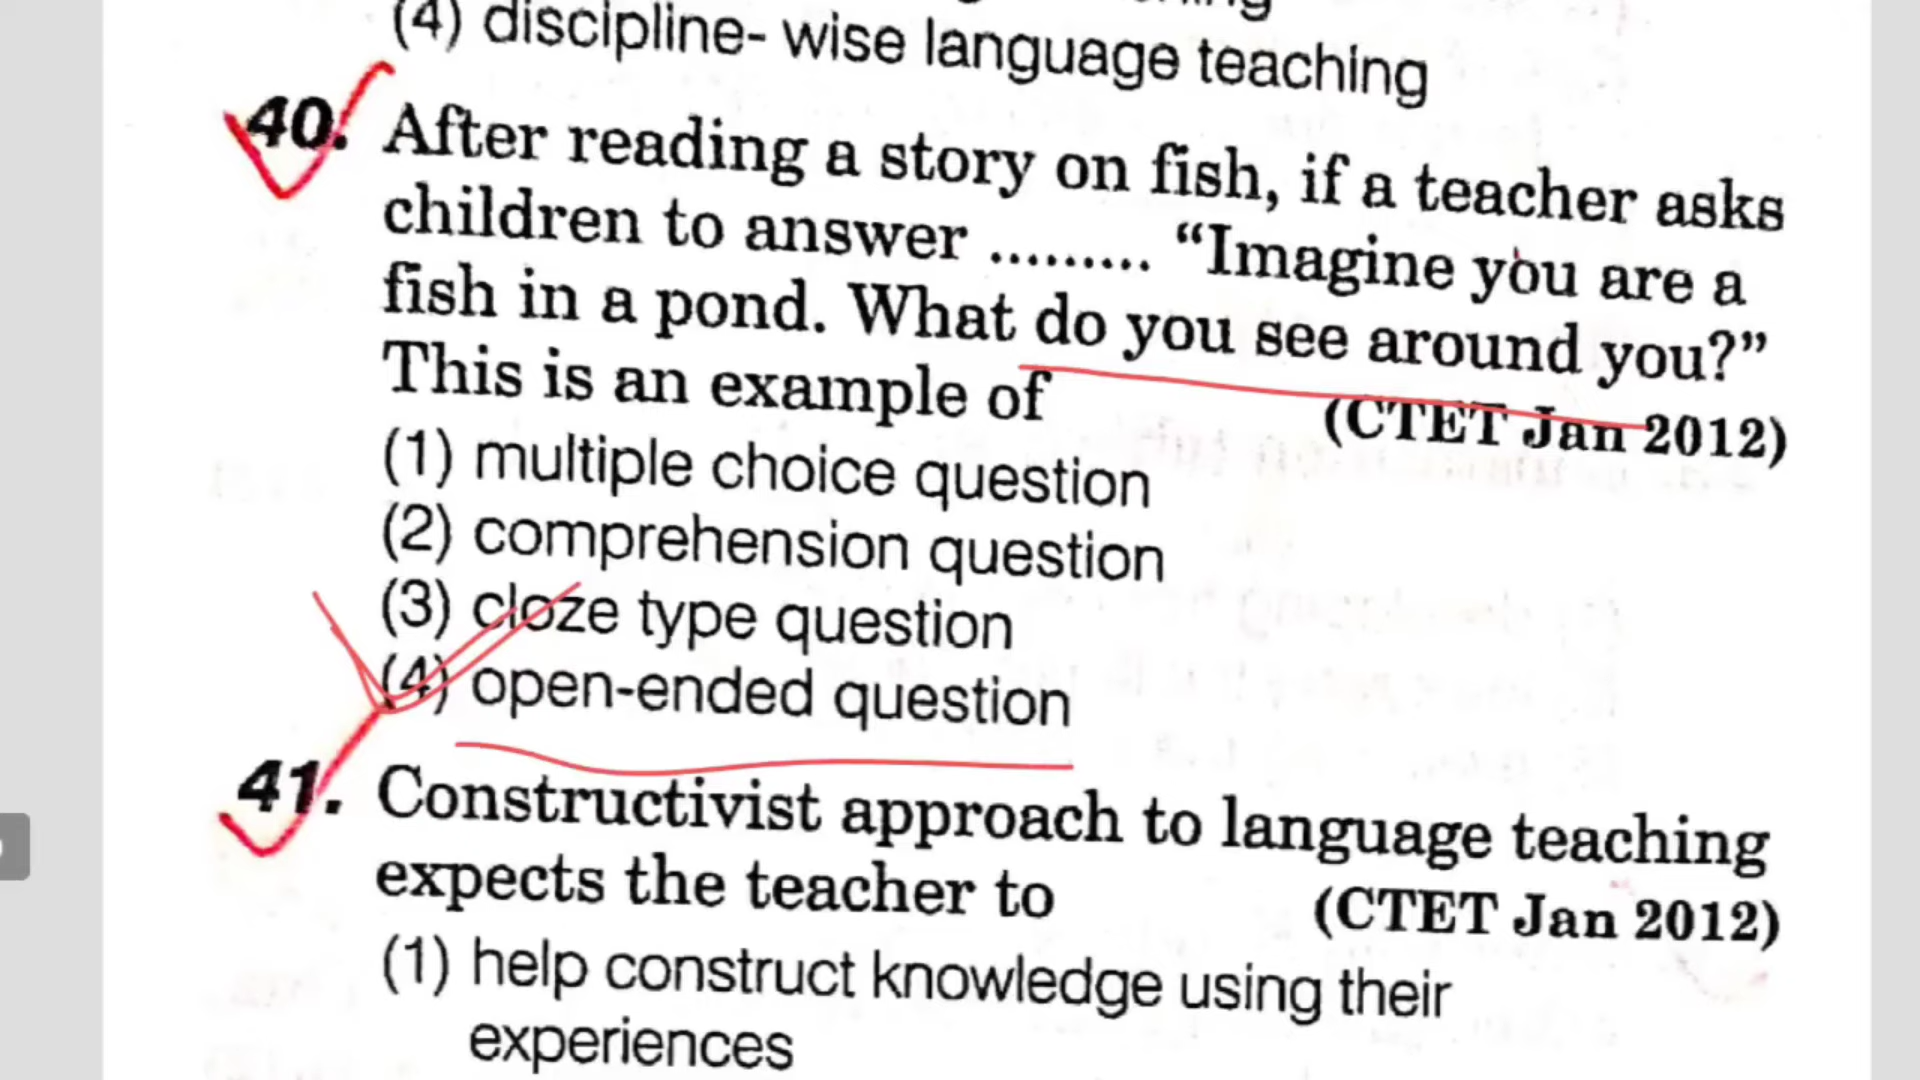 (4) discipline- wise language teaching
40. After reading a story on fish, if a teacher asks
children to answer ......... “Imagine you are a
fish in a pond. What do you see around you?”
This is an example of
(CTET Jan 2012)
(1) multiple choice question
(2) comprehension question
(3) cloze type question
(4) open-ended question
41. Constructivist approach to language teaching
expects the teacher to
(CTET Jan 2012)
(1) help construct knowledge using their
experiences